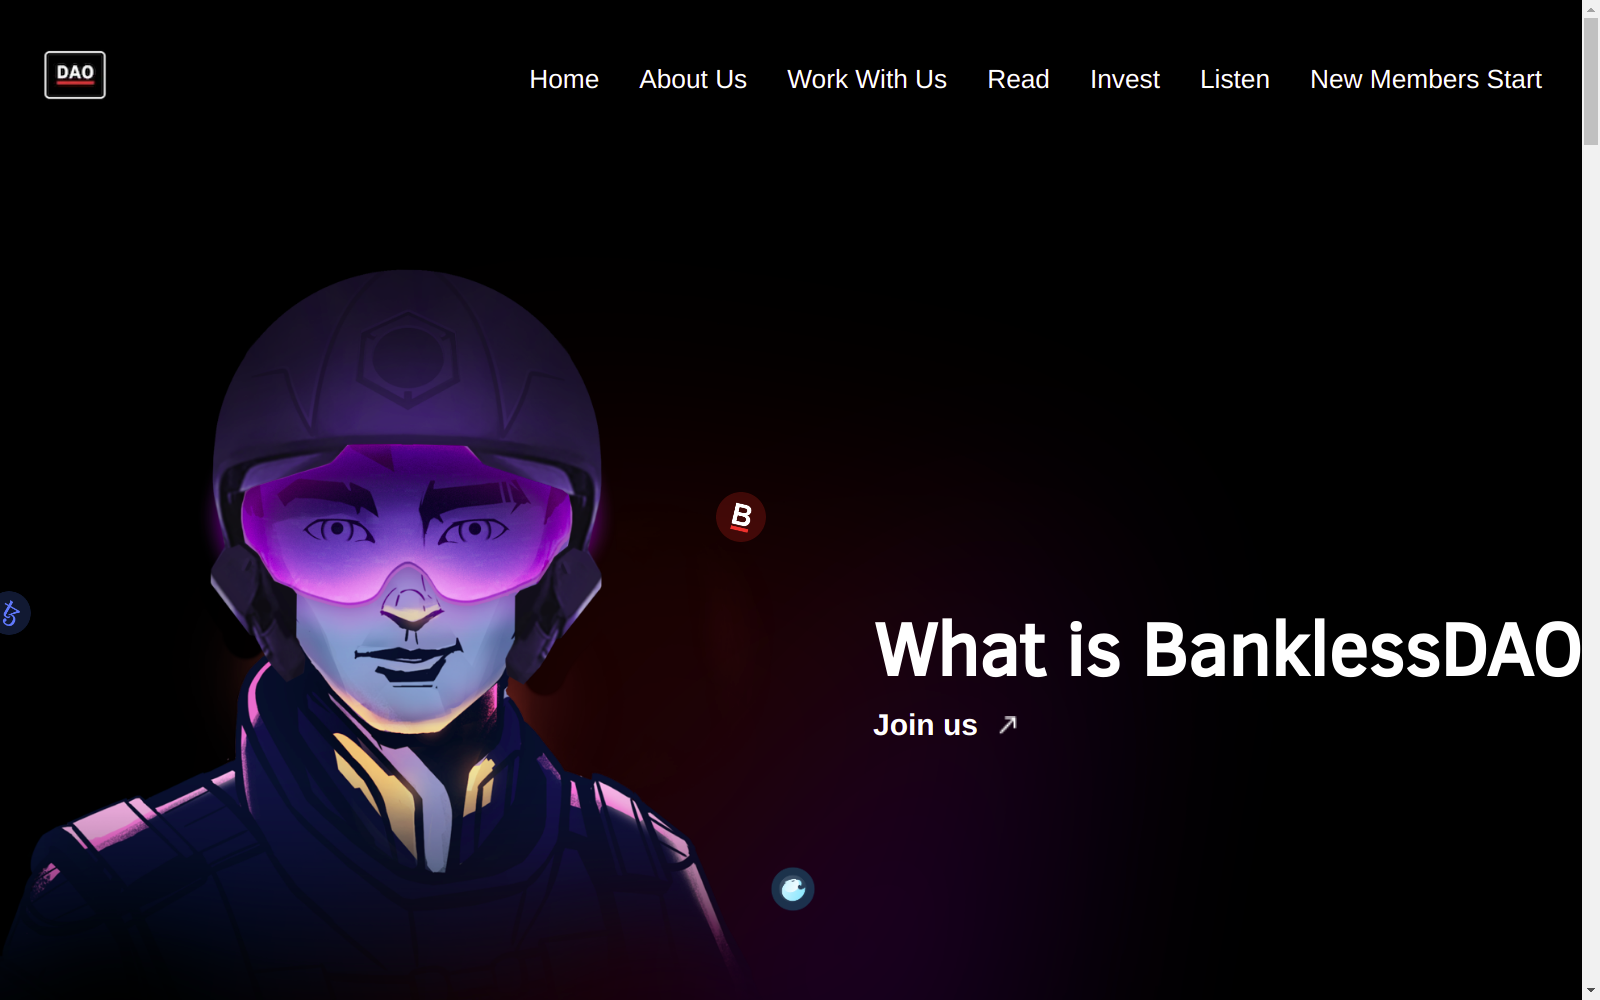 DAO
Home
About Us
Work With Us
Read
Invest
Listen
New Members Start
B
What is BanklessDAO
Join us